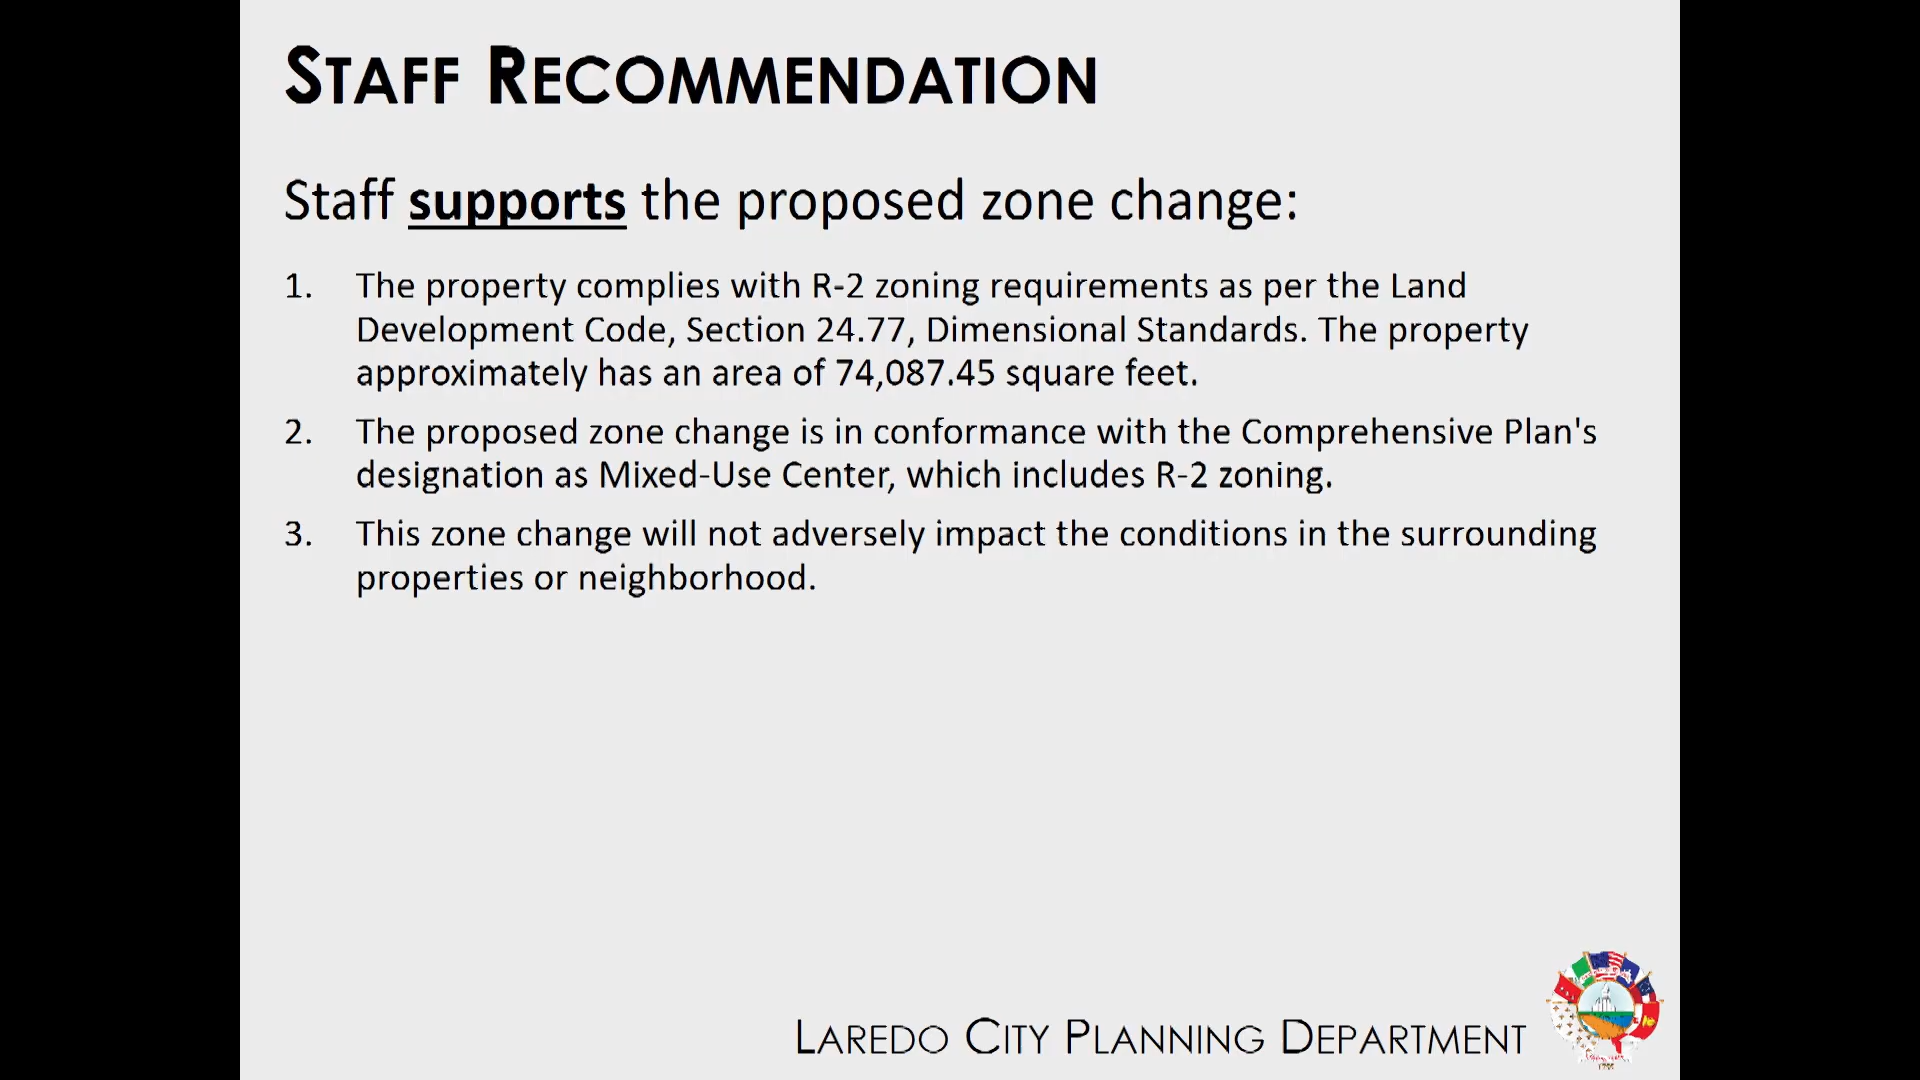 STAFF RECOMMENDATION
Staff supports the proposed zone change:
1. The property complies with R-2 zoning requirements as per the Land
Development Code, Section 24.77, Dimensional Standards. The property
approximately has an area of 74,087.45 square feet.
2. The proposed zone change is in conformance with the Comprehensive Plan's
designation as Mixed-Use Center, which includes R-2 zoning.
3. This zone change will not adversely impact the conditions in the surrounding
properties or neighborhood.
LAREDO CITY PLANNING DEPARTMENT